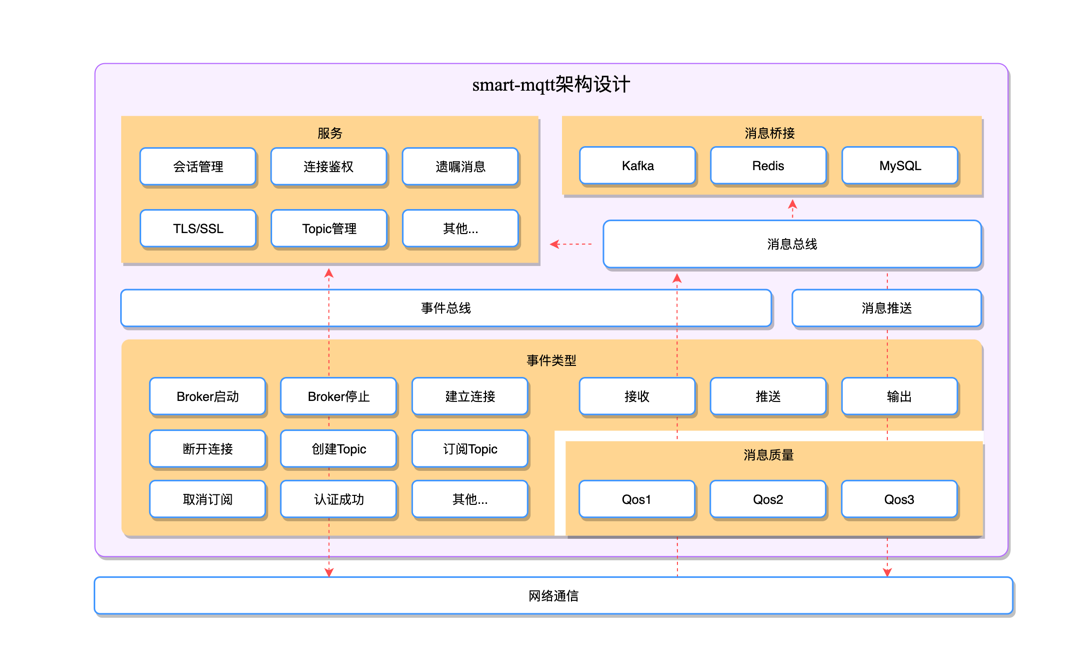 smart-mqtt架构设计
服务
会话管理
连接鉴权
遗嘱消息
TLS/SSL
Topic管理
其他...
消息桥接
Kafka
Redis
MySQL
消息总线
事件总线
消息推送
事件类型
Broker启动
Broker停止
建立连接
接收
推送
输出
断开连接
创建Topic
订阅Topic
取消订阅
认证成功
其他...
消息质量
Qos1
Qos2
Qos3
网络通信